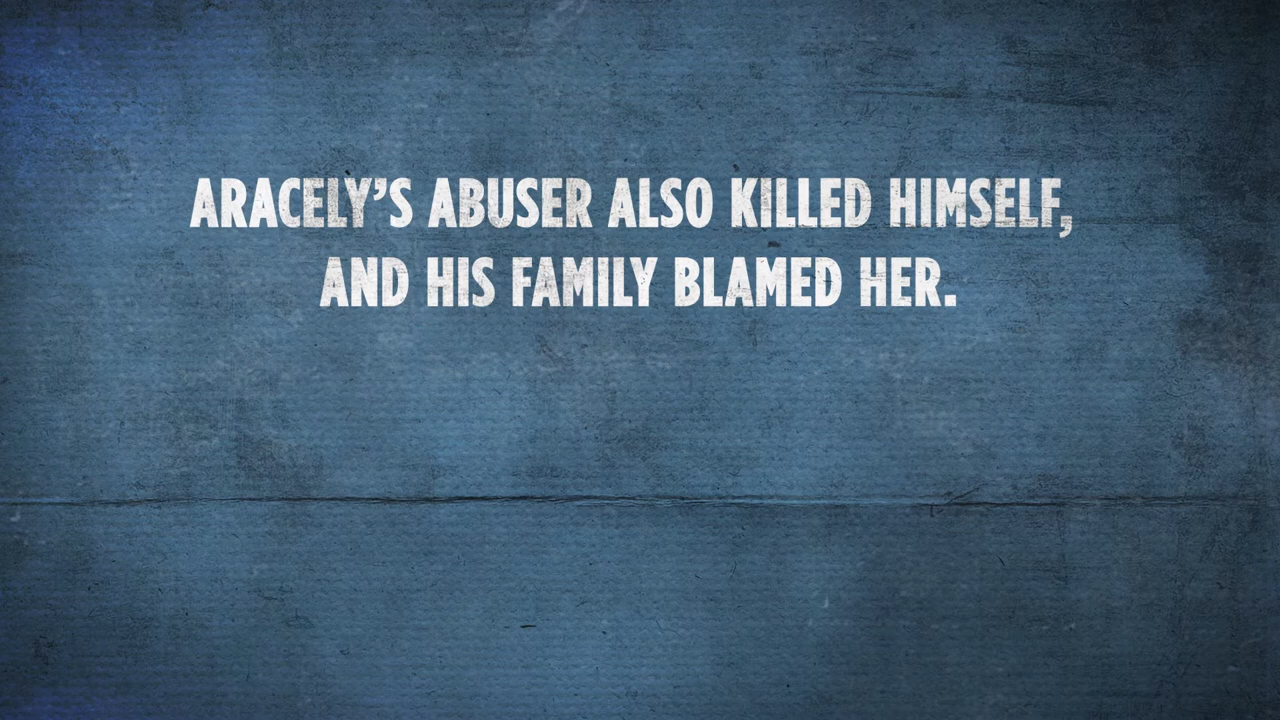 ARACELY’S ABUSER ALSO KILLED HIMSELF,
AND HIS FAMILY BLAMED HER.